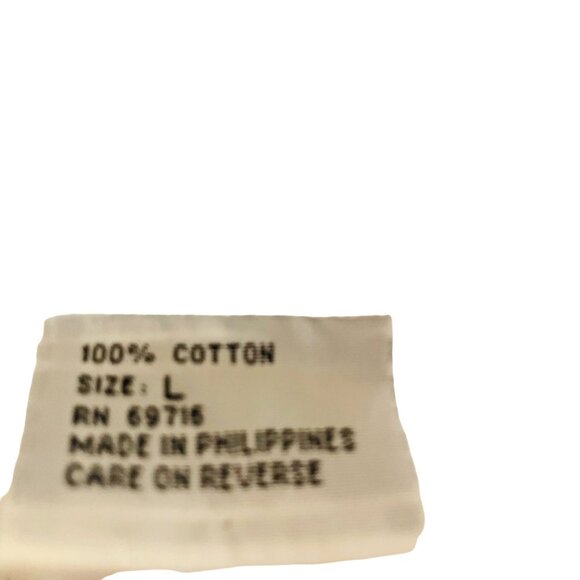 100% COTTON
SIZE: L
RN 69716
MADE IN PHILIPPINES
CARE ON REVERSE